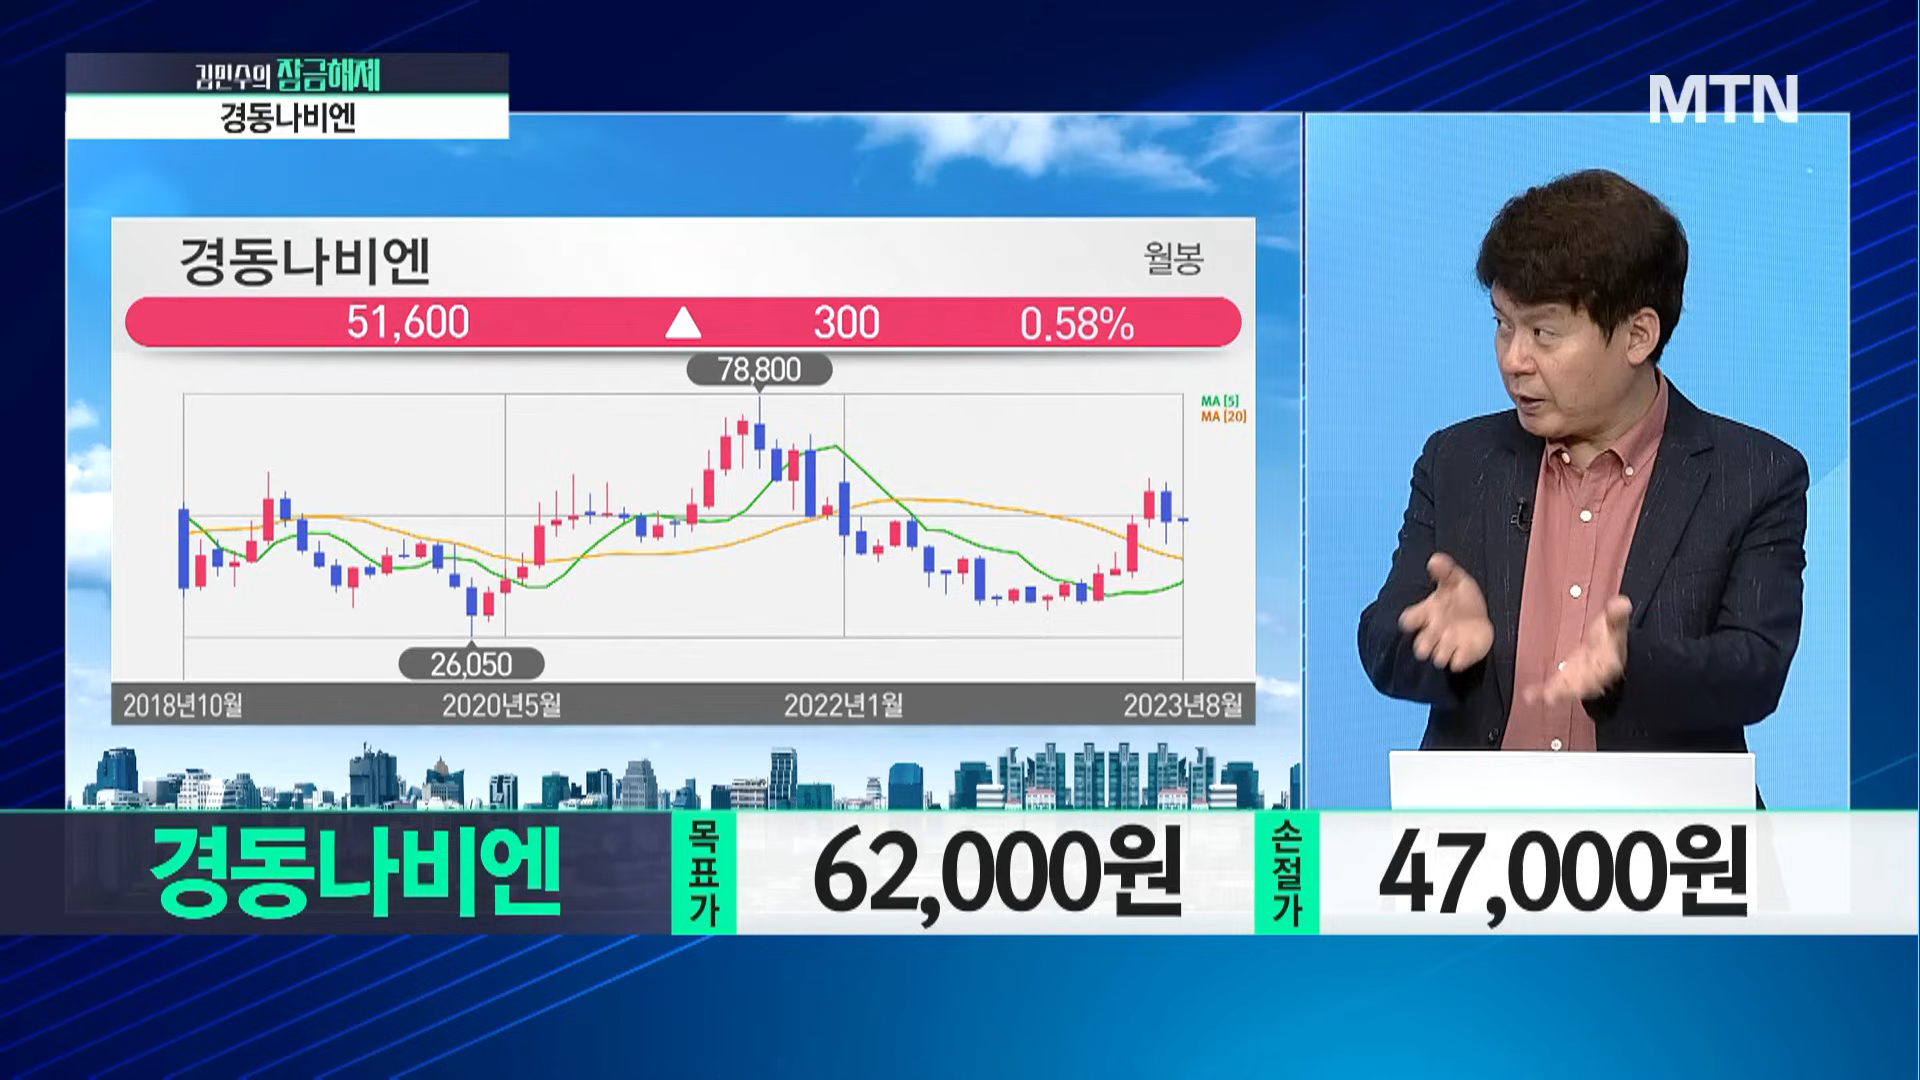 김민수의 잠금해제
경동나비엔
MTN
경동나비엔
월봉
51,600 ▲ 300 0.58%
78,800
MA [5]
MA [20]
26,050
2018년10월 2020년5월 2022년1월 2023년8월
경동나비엔 목표가 62,000원 손절가 47,000원